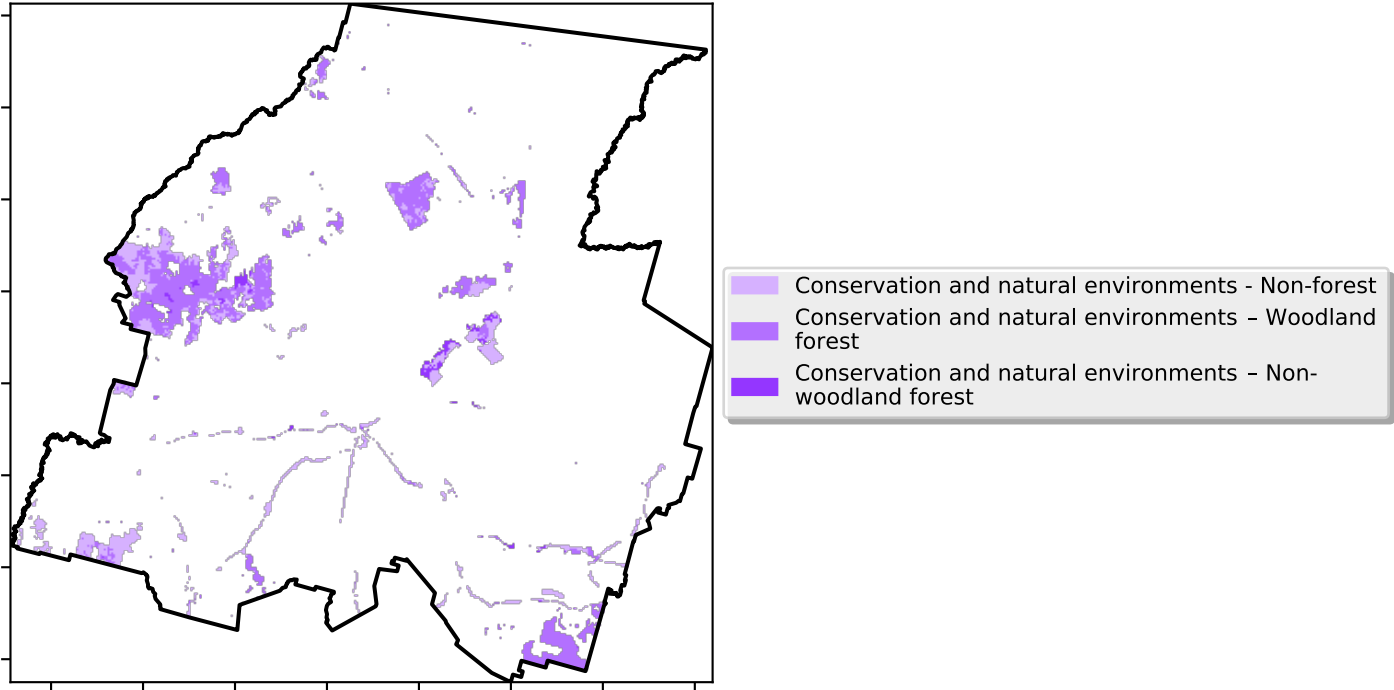 Conservation and natural environments - Non-forest
Conservation and natural environments – Woodland
forest
Conservation and natural environments – Non-
woodland forest